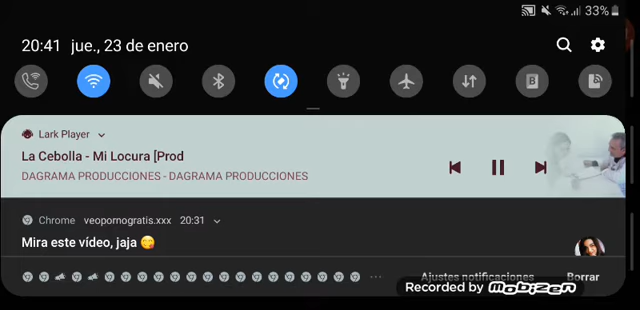 33%
20:41 jue., 23 de enero
Lark Player
La Cebolla - Mi Locura [Prod
DAGRAMA PRODUCCIONES - DAGRAMA PRODUCCIONES
Chrome veopornogratis.xxx 20:31
Mira este vídeo, jaja 😋
Ajustes notificaciones Borrar
Recorded by Mobizen